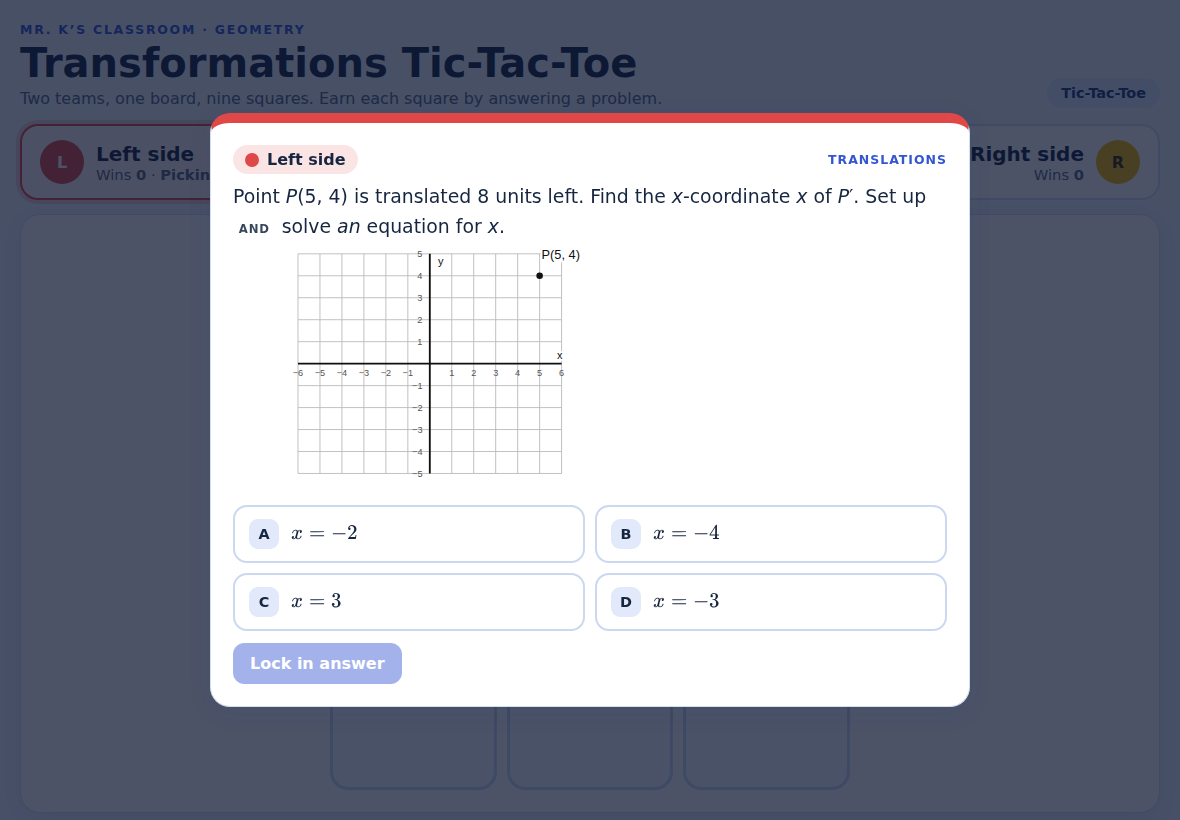 MR. K'S CLASSROOM · GEOMETRY
Transformations Tic-Tac-Toe
Two teams, one board, nine squares. Earn each square by answering a problem.
Tic-Tac-Toe
L
Left side
Wins 0 · Pickin
Right side
Wins 0
R
Left side
TRANSLATIONS
Point P(5, 4) is translated 8 units left. Find the x-coordinate x of P′. Set up
AND solve an equation for x.
P(5, 4)
y
5
4
3
2
1
x
−6 −5 −4 −3 −2 −1 1 2 3 4 5 6
−1
−2
−3
−4
−5
A x = −2
B x = −4
C x = 3
D x = −3
Lock in answer